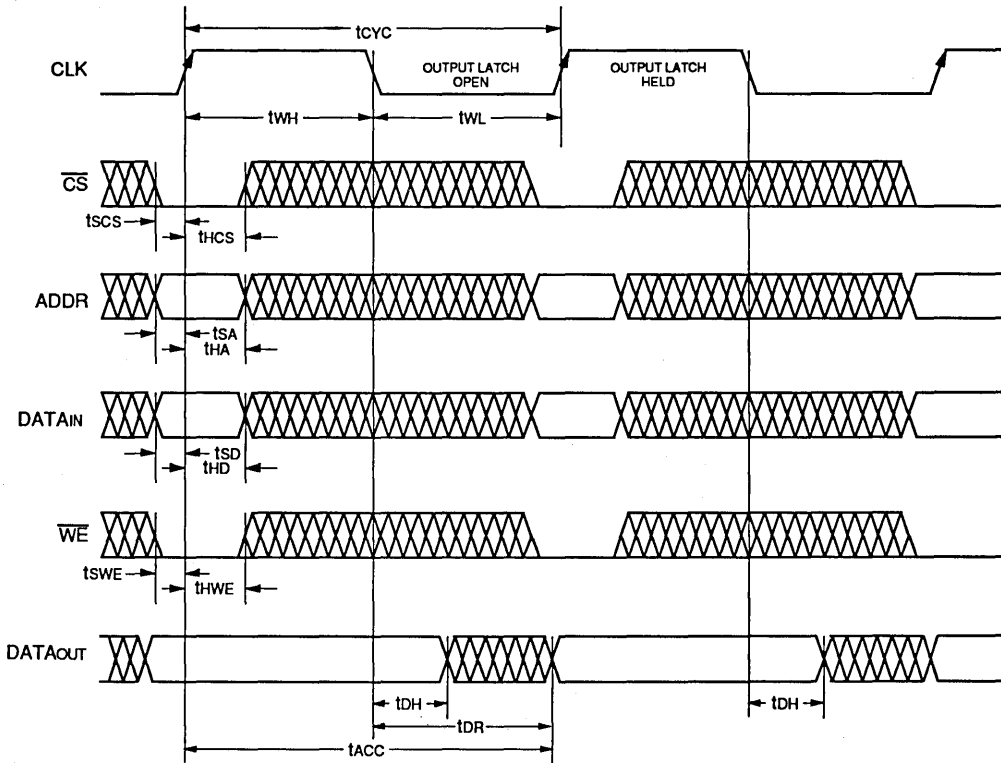 tCYC
CLK
OUTPUT LATCH
OPEN
OUTPUT LATCH
HELD
tWH
tWL
CS
tSCS
tHCS
ADDR
tSA
tHA
DATAIN
tSD
tHD
WE
tSWE
tHWE
DATAOUT
tDH
tDH
tDR
tACC